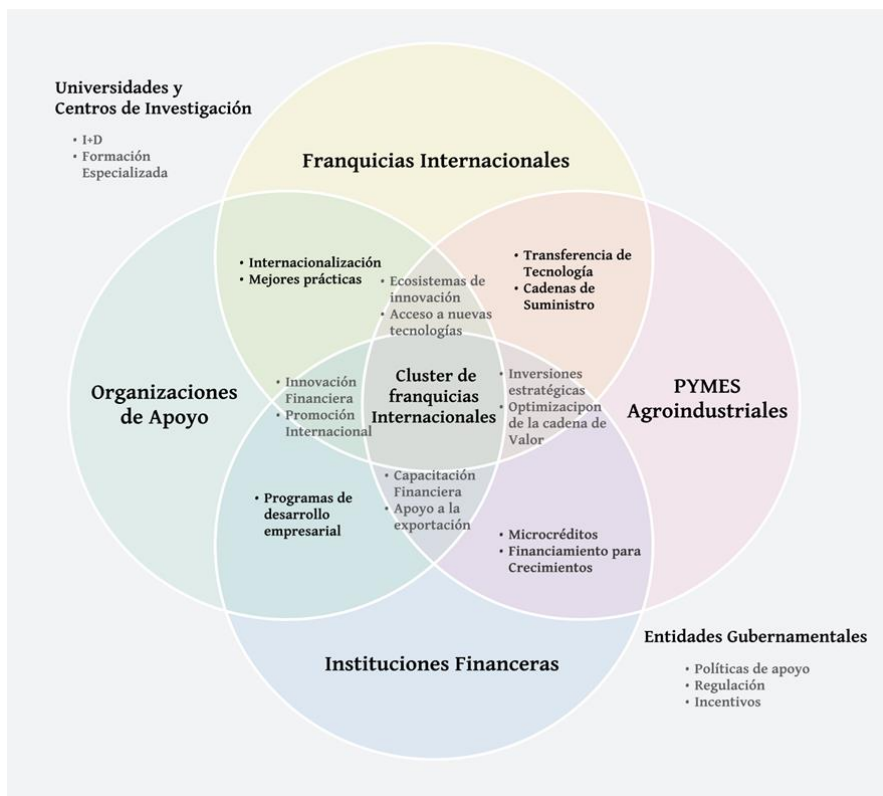 Universidades y
Centros de Investigación
• I+D
• Formación
Especializada
Franquicias Internacionales
• Internacionalización
• Mejores prácticas
• Ecosistemas de
innovación
• Acceso a nuevas
tecnologías
• Transferencia de
Tecnología
• Cadenas de
Suministro
Organizaciones
de Apoyo
• Innovación
Financiera
• Promoción
Internacional
Cluster de
franquicias
Internacionales
• Inversiones
estratégicas
• Optimizacipon
de la cadena de
Valor
PYMES
Agroindustriales
• Programas de
desarrollo
empresarial
• Capacitación
Financiera
• Apoyo a la
exportación
• Microcréditos
• Financiamiento para
Crecimientos
Instituciones Financeras
Entidades Gubernamentales
• Políticas de apoyo
• Regulación
• Incentivos